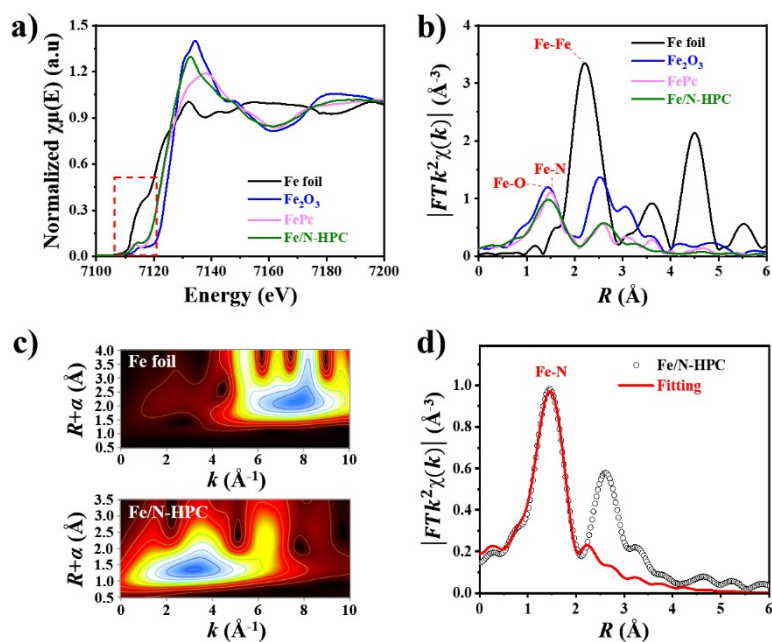 a)
Normalized χμ(E) (a.u)
1.5
1.2
0.9
0.6
0.3
0.0
Fe foil
Fe₂O₃
FePc
Fe/N-HPC
7100 7120 7140 7160 7180 7200
Energy (eV)
b)
|FTk²χ(k)| (Å⁻³)
4
3
2
1
0
Fe-Fe
Fe-N
Fe-O
Fe foil
Fe₂O₃
FePc
Fe/N-HPC
0 1 2 3 4 5 6
R (Å)
c)
R+α (Å)
4.0
3.5
3.0
2.5
2.0
1.5
1.0
0.5
Fe foil
0 2 4 6 8 10
k (Å⁻¹)
R+α (Å)
3.5
3.0
2.5
2.0
1.5
1.0
0.5
Fe/N-HPC
0 2 4 6 8 10
k (Å⁻¹)
d)
|FTk²χ(k)| (Å⁻³)
1.0
0.8
0.6
0.4
0.2
0.0
Fe-N
Fe/N-HPC
Fitting
0 1 2 3 4 5 6
R (Å)